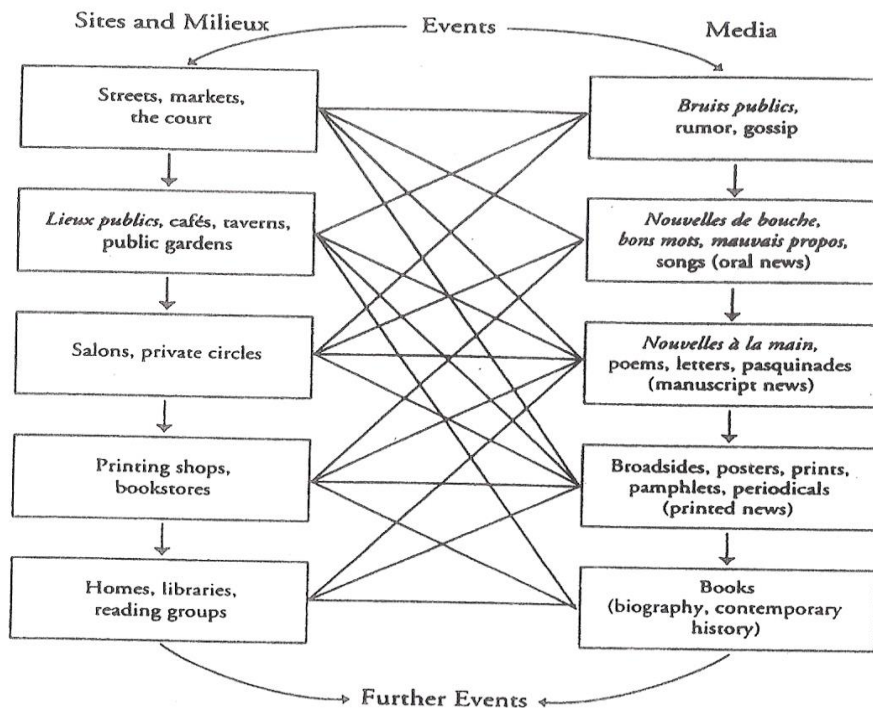 Sites and Milieux
Events
Media
Streets, markets,
the court
Bruits publics,
rumor, gossip
Lieux publics, cafés, taverns,
public gardens
Nouvelles de bouche,
bons mots, mauvais propos,
songs (oral news)
Salons, private circles
Nouvelles à la main,
poems, letters, pasquinades
(manuscript news)
Printing shops,
bookstores
Broadsides, posters, prints,
pamphlets, periodicals
(printed news)
Homes, libraries,
reading groups
Books
(biography, contemporary
history)
Further Events